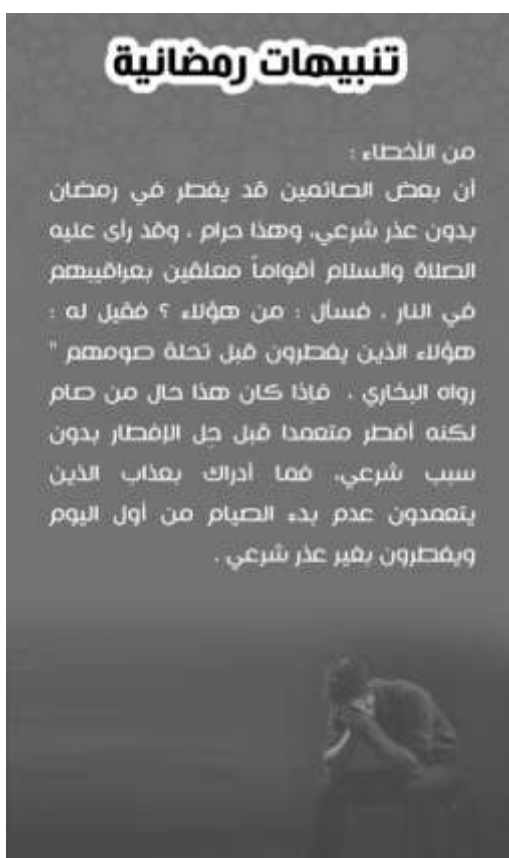 تنبيهات رمضانية
من الأخطاء :
أن بعض الصائمين قد يفطر في رمضان
بدون عذر شرعي، وهذا حرام ، وقد رأى عليه
الصلاة والسلام أقواماً معلقين بعراقيبهم
في النار ، فسأل : من هؤلاء ؟ فقيل له :
هؤلاء الذين يفطرون قبل تحلة صومهم "
رواه البخاري ، فإذا كان هذا حال من صام
لكنه أفطر متعمدا قبل حِل الإفطار بدون
سبب شرعي، فما أدراك بعذاب الذين
يتعمدون عدم بدء الصيام من أول اليوم
ويفطرون بغير عذر شرعي .